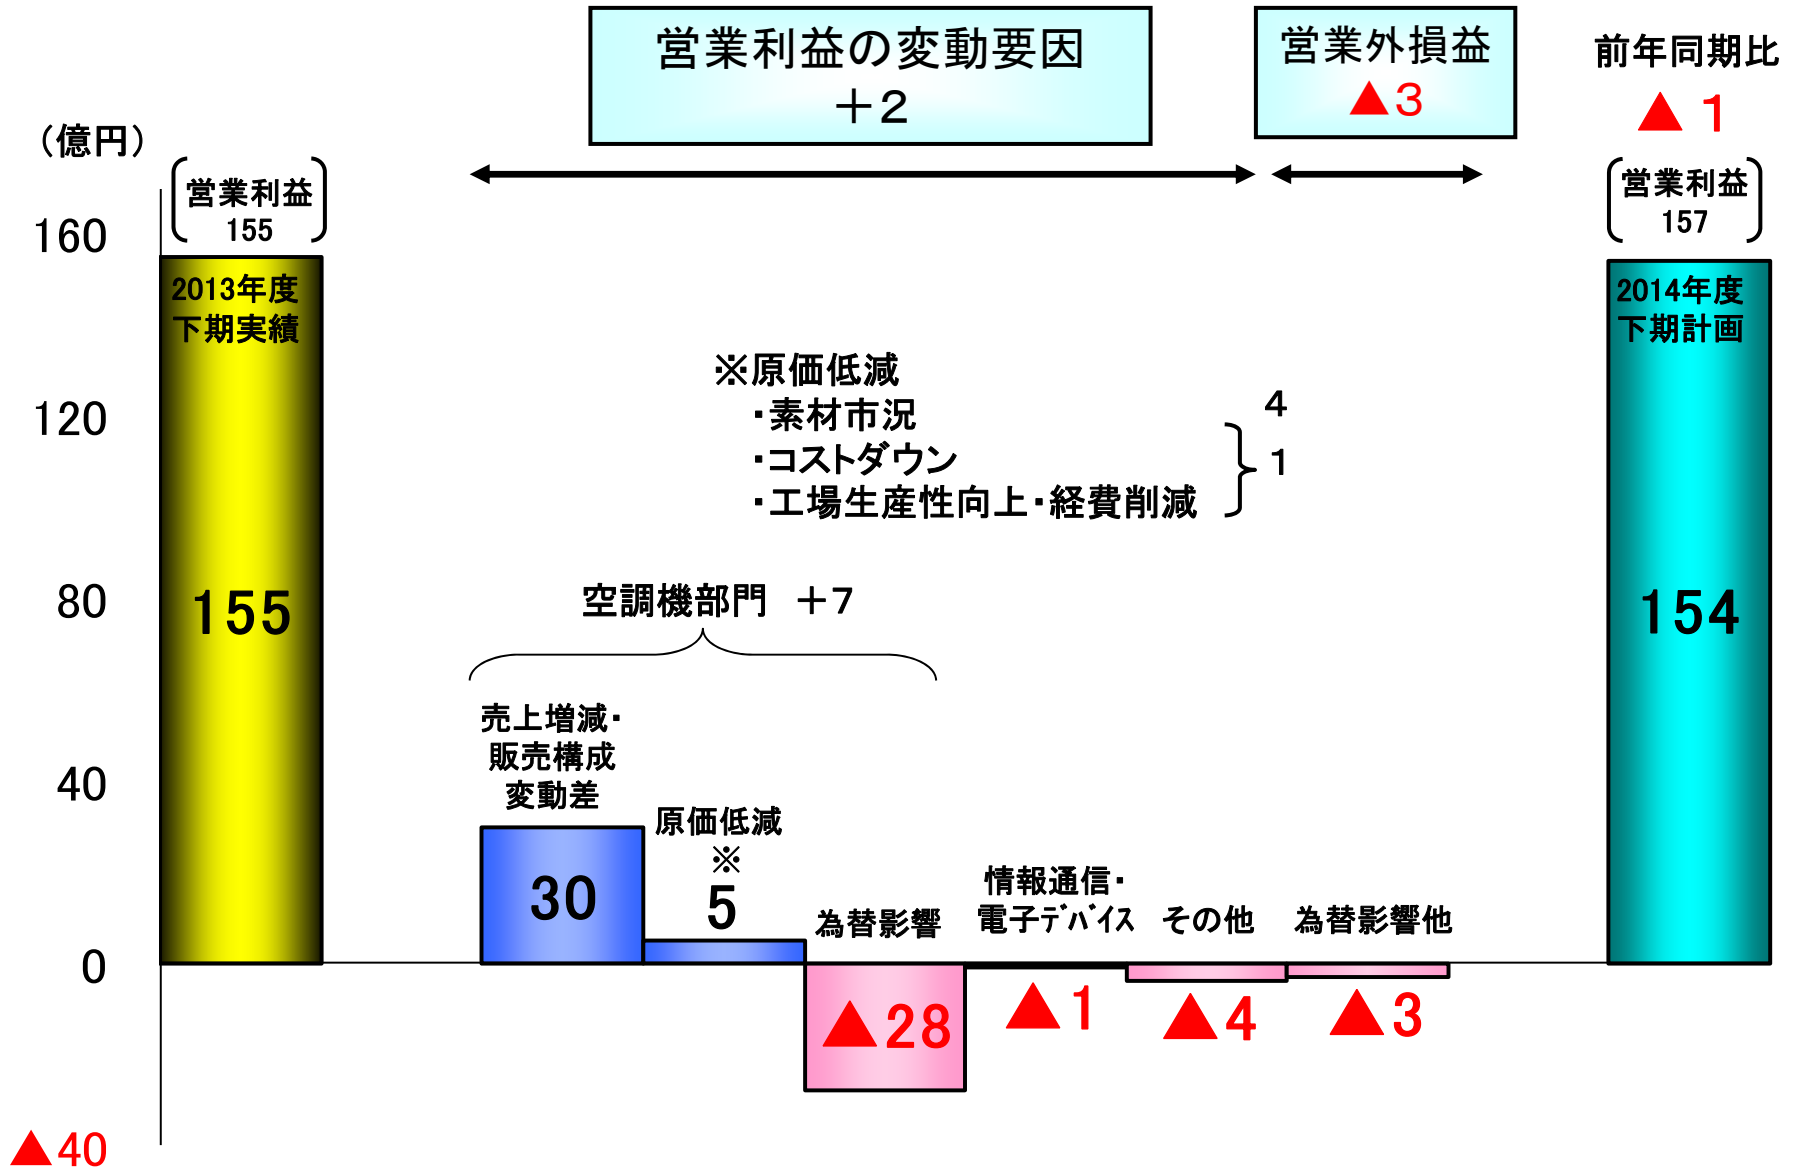 営業利益の変動要因
＋２
営業外損益
▲３
前年同期比
▲ １
（億円）
営業利益
155
営業利益
157
160
120
80
40
0
▲40
2013年度
下期実績
155
2014年度
下期計画
154
※原価低減
・素材市況
・コストダウン
・工場生産性向上・経費削減
4
1
空調機部門　＋７
売上増減・
販売構成
変動差
30
原価低減
※
5
為替影響
▲28
情報通信・
電子ﾃﾞﾊﾞｲｽ
▲1
その他
▲4
為替影響他
▲3